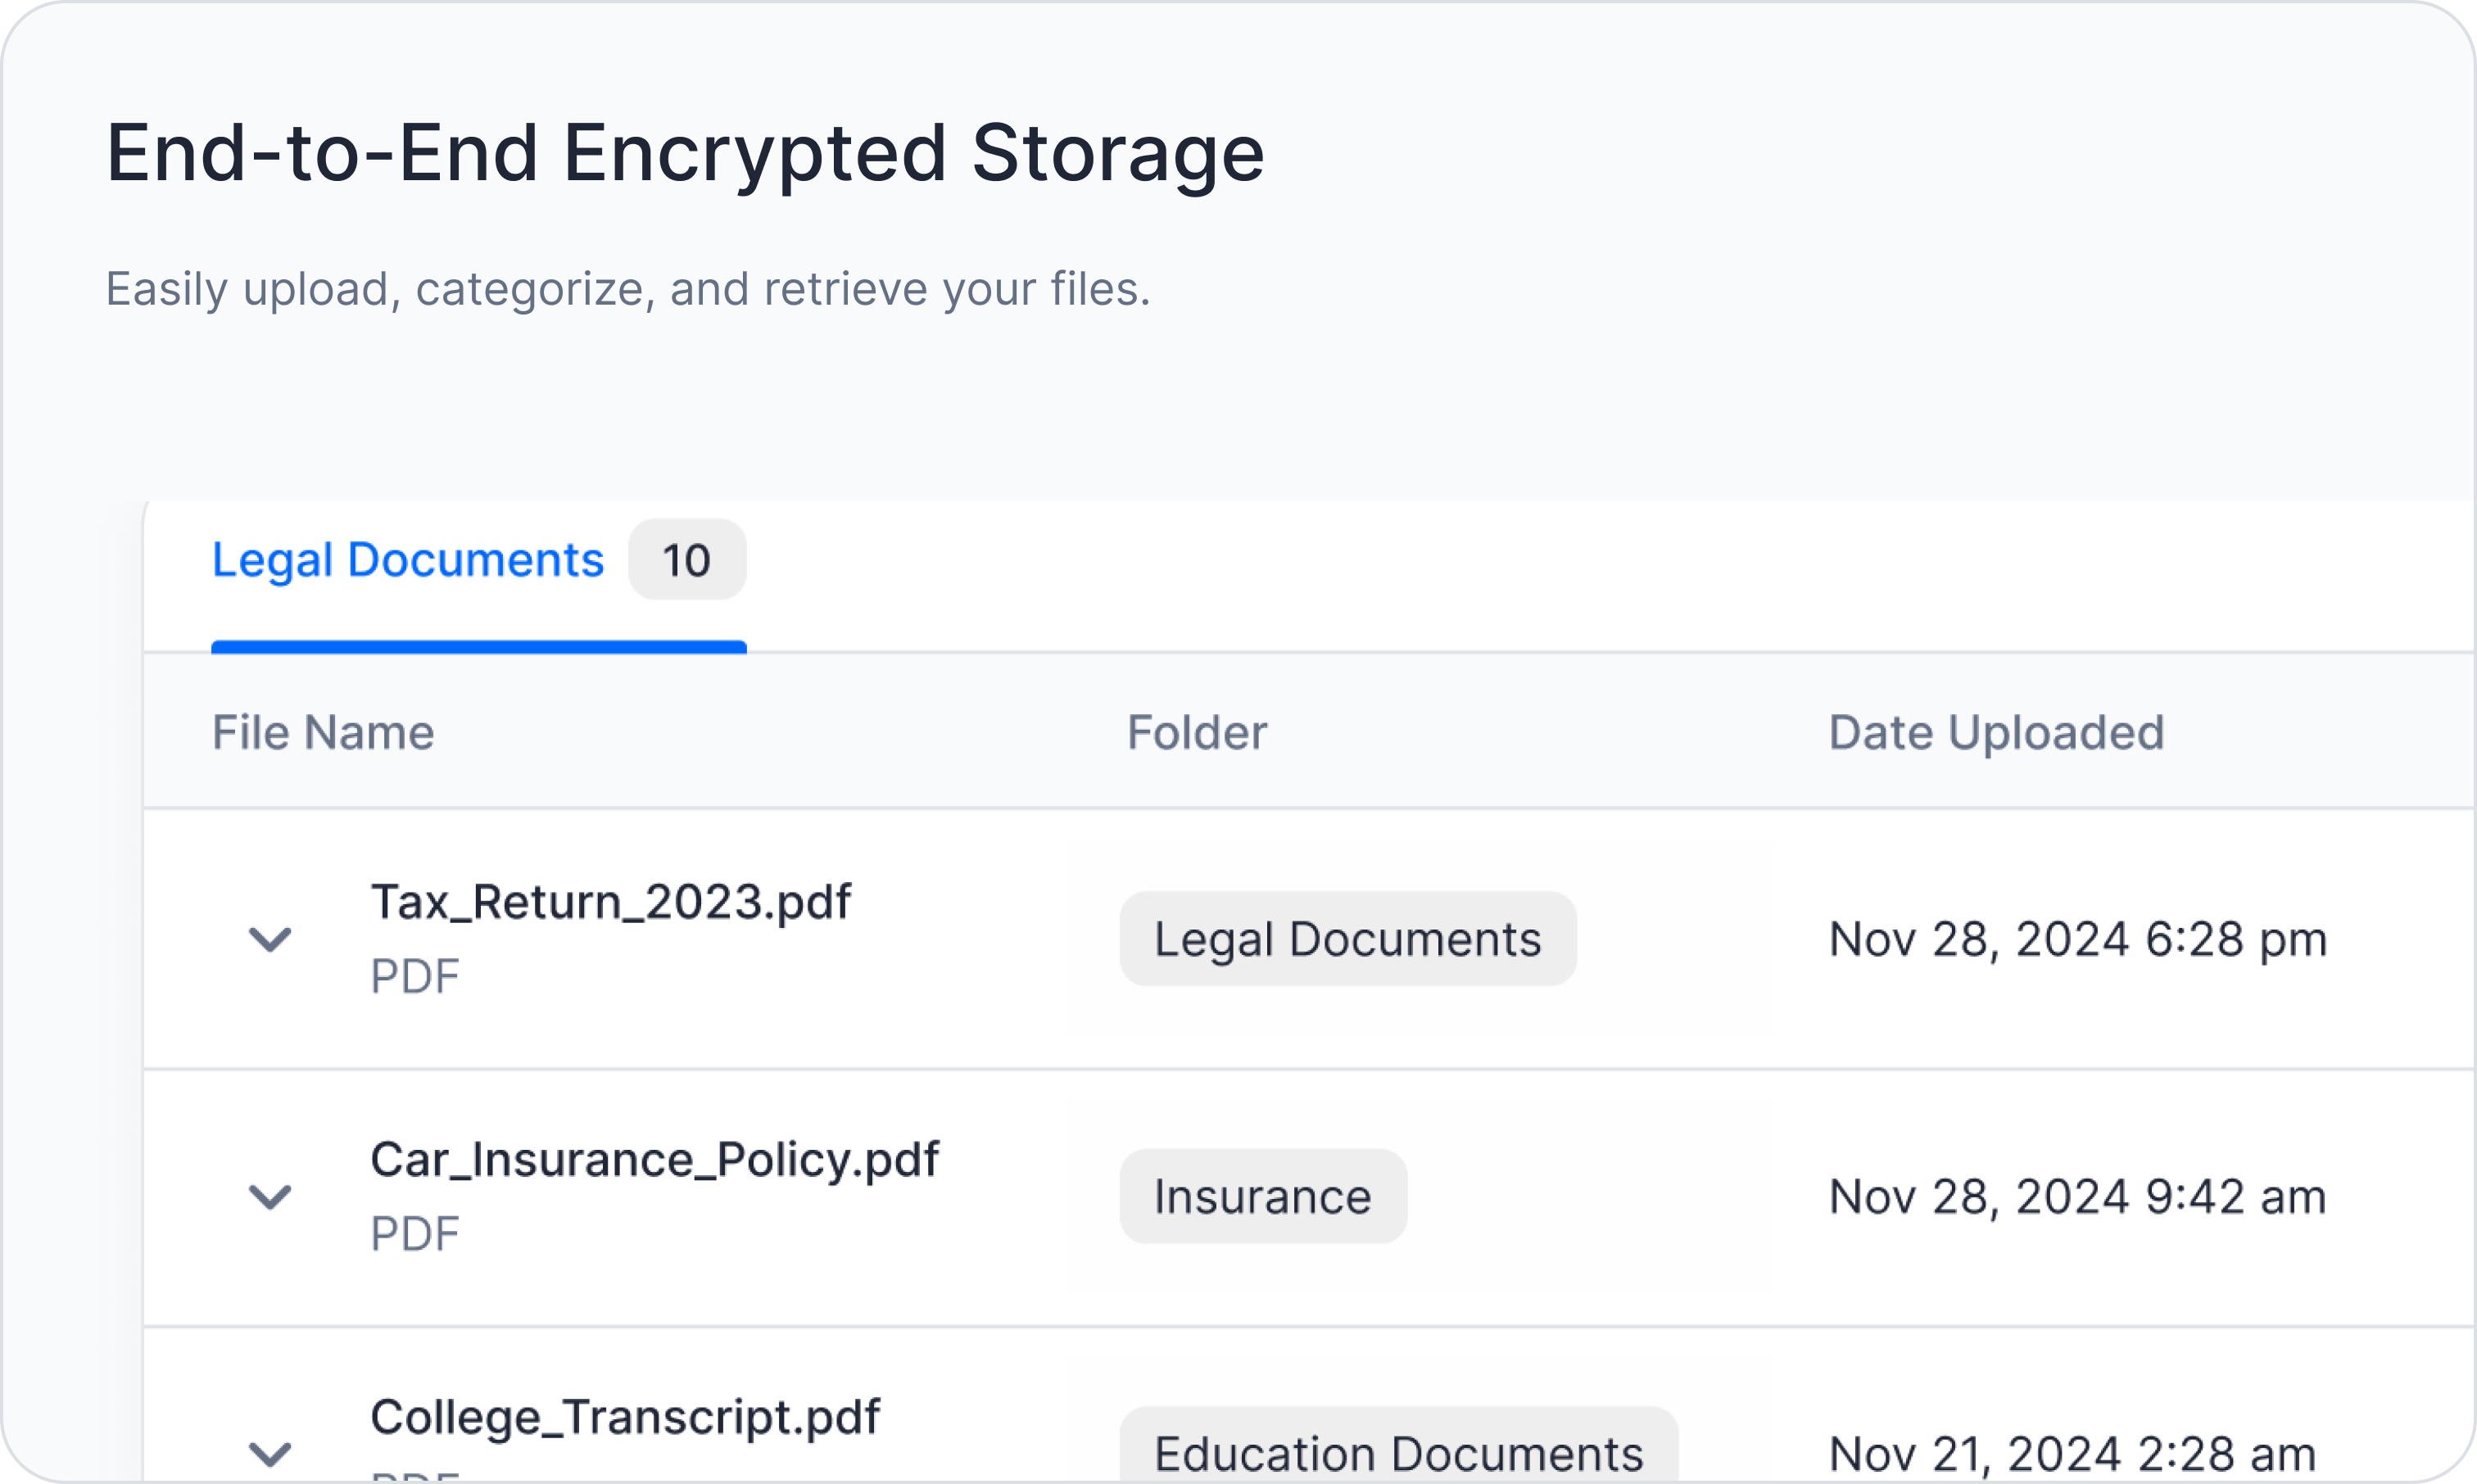 End-to-End Encrypted Storage
Easily upload, categorize, and retrieve your files.
Legal Documents 10
File Name Folder Date Uploaded
Tax_Return_2023.pdf
PDF
Legal Documents
Nov 28, 2024 6:28 pm
Car_Insurance_Policy.pdf
PDF
Insurance
Nov 28, 2024 9:42 am
College_Transcript.pdf
Education Documents
Nov 21, 2024 2:28 am